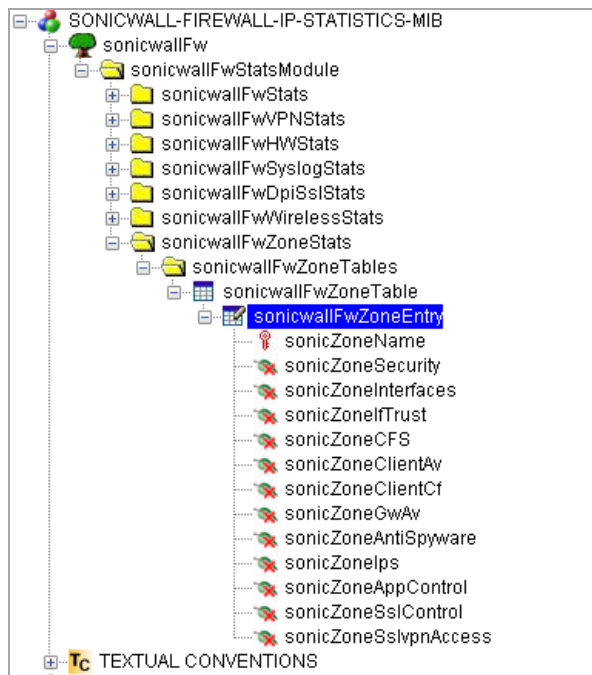 SONICWALL-FIREWALL-IP-STATISTICS-MIB
sonicwallFw
sonicwallFwStatsModule
sonicwallFwStats
sonicwallFwVPNStats
sonicwallFwHWStats
sonicwallFwSyslogStats
sonicwallFwDpiSslStats
sonicwallFwWirelessStats
sonicwallFwZoneStats
sonicwallFwZoneTables
sonicwallFwZoneTable
sonicwallFwZoneEntry
sonicZoneName
sonicZoneSecurity
sonicZoneInterfaces
sonicZoneIfTrust
sonicZoneCFS
sonicZoneClientAv
sonicZoneClientCf
sonicZoneGwAv
sonicZoneAntiSpyware
sonicZoneIps
sonicZoneAppControl
sonicZoneSslControl
sonicZoneSslvpnAccess
Tc TEXTUAL CONVENTIONS